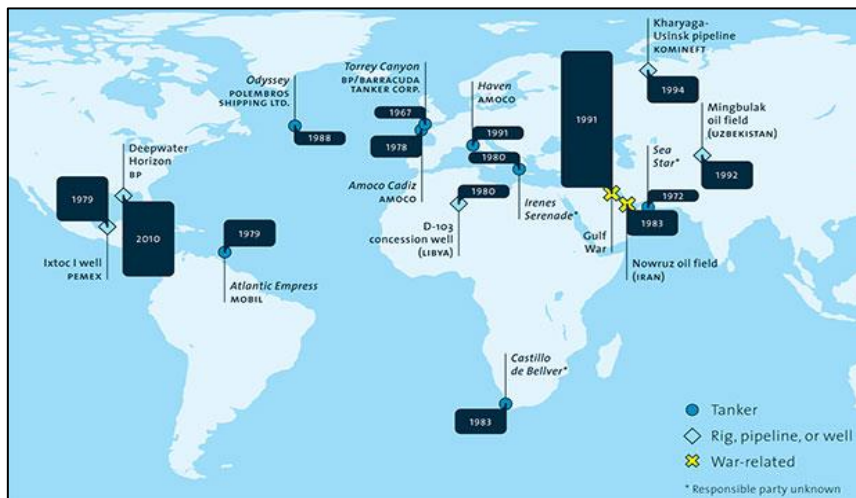 Odyssey
POLEMBROS
SHIPPING LTD.
1988
Torrey Canyon
BP/BARRACUDA
TANKER CORP.
1967
1978
Amoco Cadiz
AMOCO
Haven
AMOCO
1991
1980
Irenes
Serenade*
1980
D-103
concession well
(LIBYA)
1991
Gulf
War
Kharyaga-
Usinsk pipeline
KOMINEFT
1994
Mingbulak
oil field
(UZBEKISTAN)
1992
Sea
Star*
1972
1983
Nowruz oil field
(IRAN)
Deepwater
Horizon
BP
2010
1979
Ixtoc I well
PEMEX
1979
Atlantic Empress
MOBIL
Castillo
de Bellver*
1983
Tanker
Rig, pipeline, or well
War-related
* Responsible party unknown